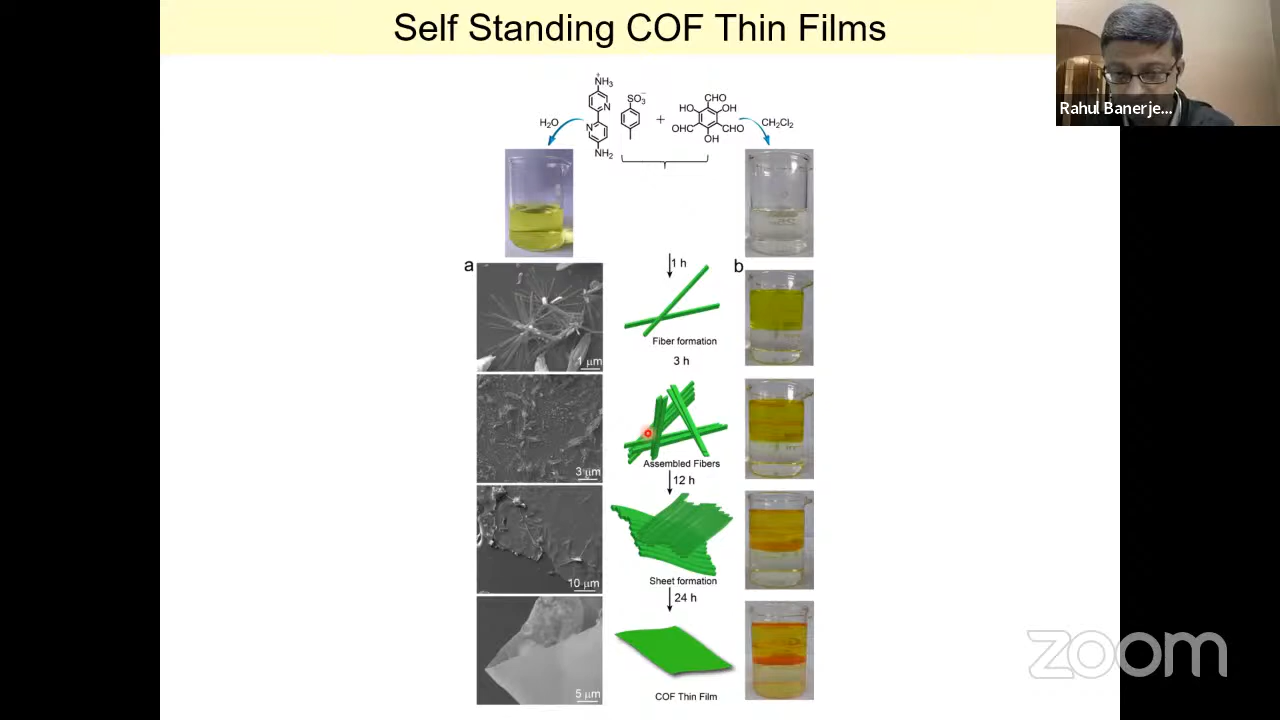 Self Standing COF Thin Films
Rahul Banerje...
NH₃⁺
N
N
NH₂
SO₃⁻
+
CHO
HO
OH
OHC
CHO
OH
H₂O
CH₂Cl₂
a
1 h
b
1 μm
Fiber formation
3 h
3 μm
Assembled Fibers
12 h
10 μm
Sheet formation
24 h
5 μm
COF Thin Film
zoom